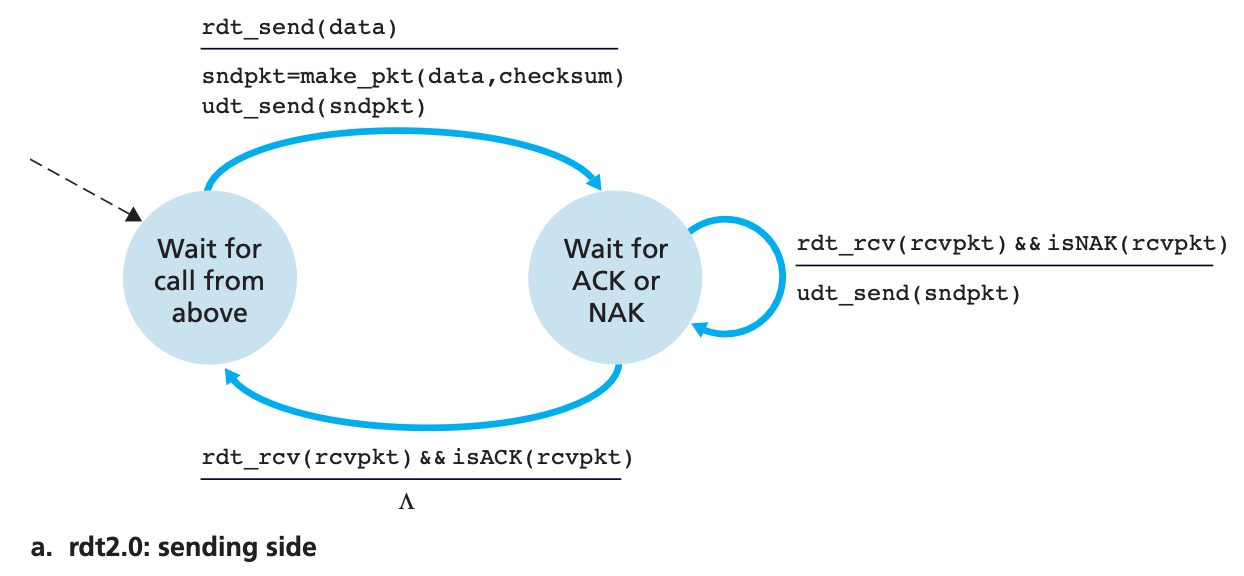 rdt_send(data)
sndpkt=make_pkt(data,checksum)
udt_send(sndpkt)
Wait for
call from
above
Wait for
ACK or
NAK
rdt_rcv(rcvpkt) && isNAK(rcvpkt)
udt_send(sndpkt)
rdt_rcv(rcvpkt) && isACK(rcvpkt)
Λ
a. rdt2.0: sending side